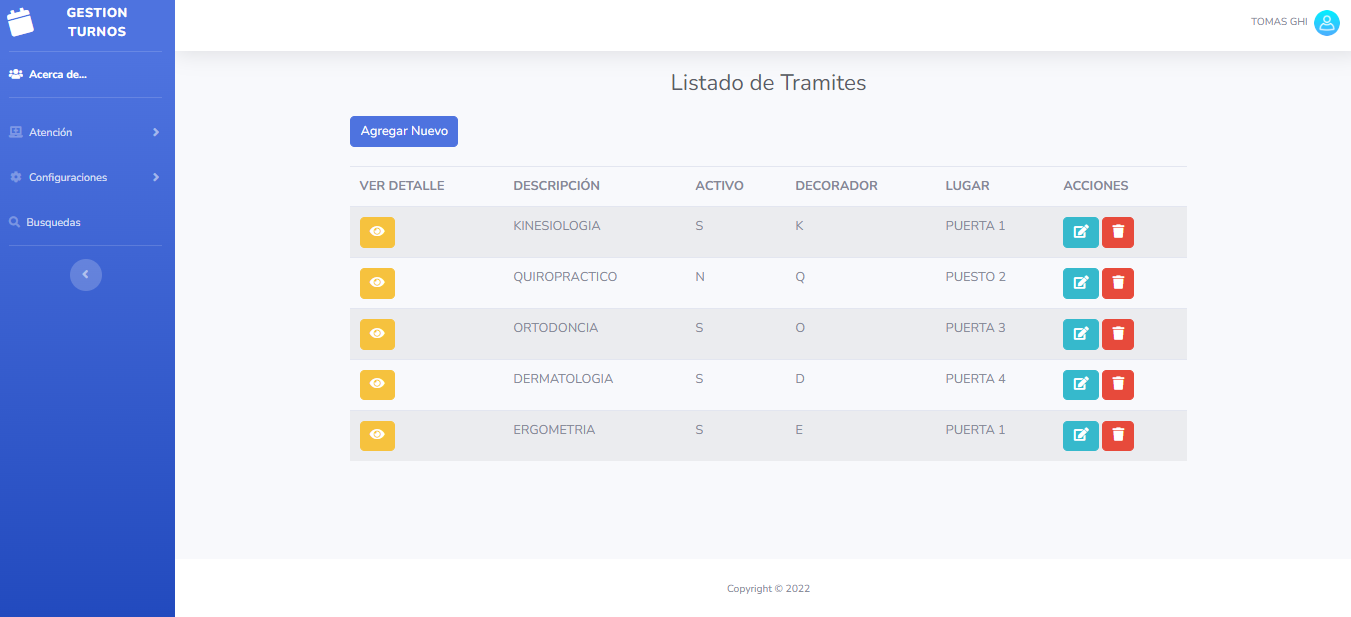 GESTION
TURNOS
TOMAS GHI
Acerca de...
Atención
Configuraciones
Busquedas
Listado de Tramites
Agregar Nuevo
VER DETALLE DESCRIPCIÓN ACTIVO DECORADOR LUGAR ACCIONES
KINESIOLOGIA S K PUERTA 1
QUIROPRACTICO N Q PUESTO 2
ORTODONCIA S O PUERTA 3
DERMATOLOGIA S D PUERTA 4
ERGOMETRIA S E PUERTA 1
Copyright © 2022